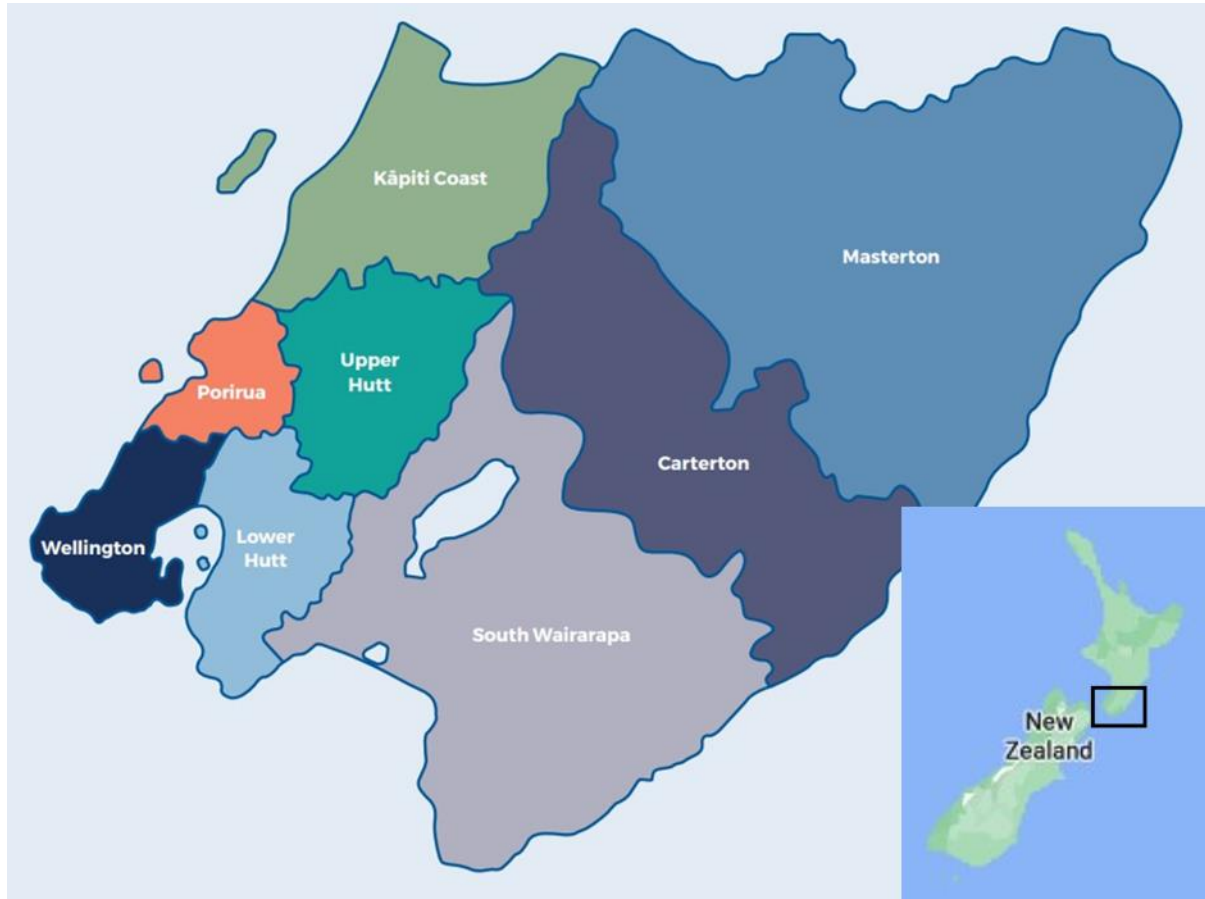 Kāpiti Coast
Masterton
Upper
Hutt
Porirua
Carterton
Wellington
Lower
Hutt
South Wairarapa
New
Zealand